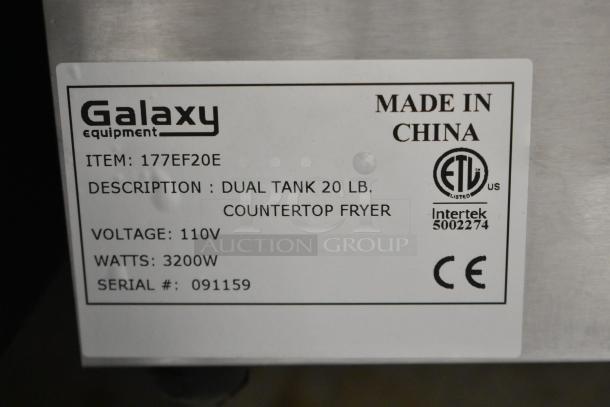 Galaxy
equipment
MADE IN
CHINA
ITEM: 177EF20E
DESCRIPTION : DUAL TANK 20 LB.
COUNTERTOP FRYER
VOLTAGE: 110V
WATTS: 3200W
SERIAL #: 091159
ETL
LISTED
US
Intertek
5002274
CE
PCI
AUCTION GROUP